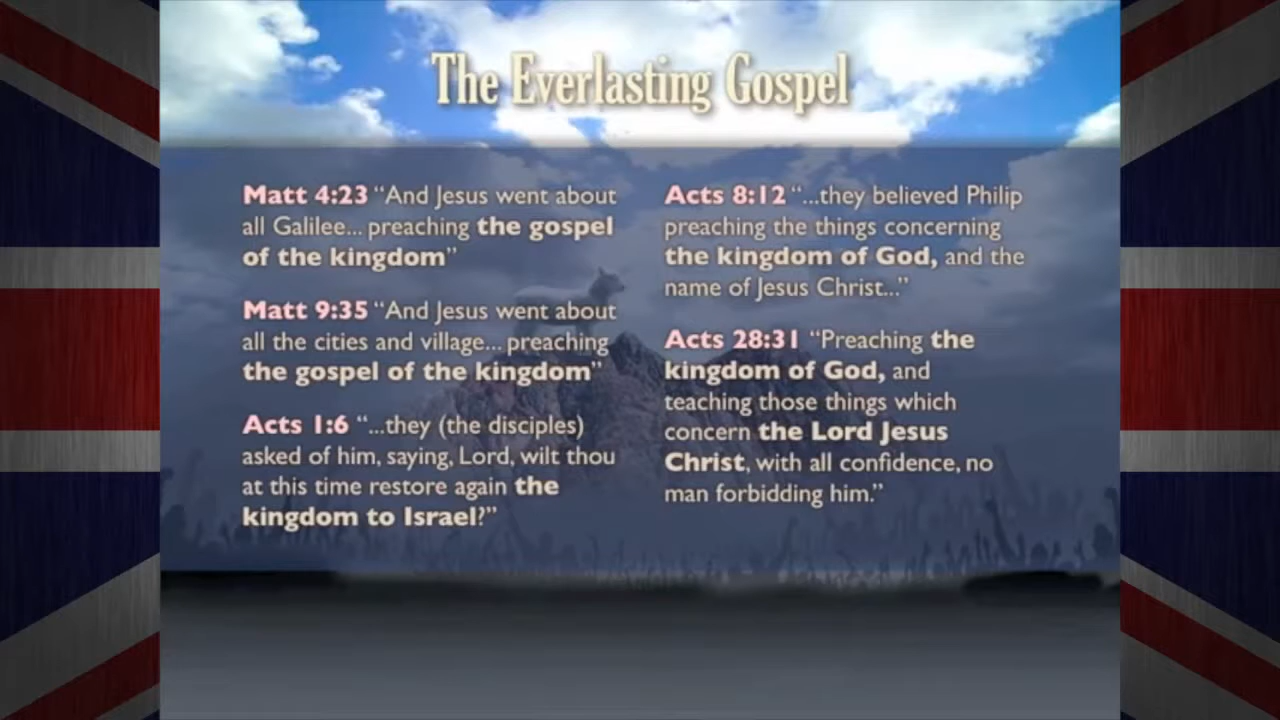 The Everlasting Gospel
Matt 4:23 “And Jesus went about
all Galilee... preaching the gospel
of the kingdom”
Matt 9:35 “And Jesus went about
all the cities and village... preaching
the gospel of the kingdom”
Acts 1:6 “...they (the disciples)
asked of him, saying, Lord, wilt thou
at this time restore again the
kingdom to Israel?”
Acts 8:12 “...they believed Philip
preaching the things concerning
the kingdom of God, and the
name of Jesus Christ...”
Acts 28:31 “Preaching the
kingdom of God, and
teaching those things which
concern the Lord Jesus
Christ, with all confidence, no
man forbidding him.”